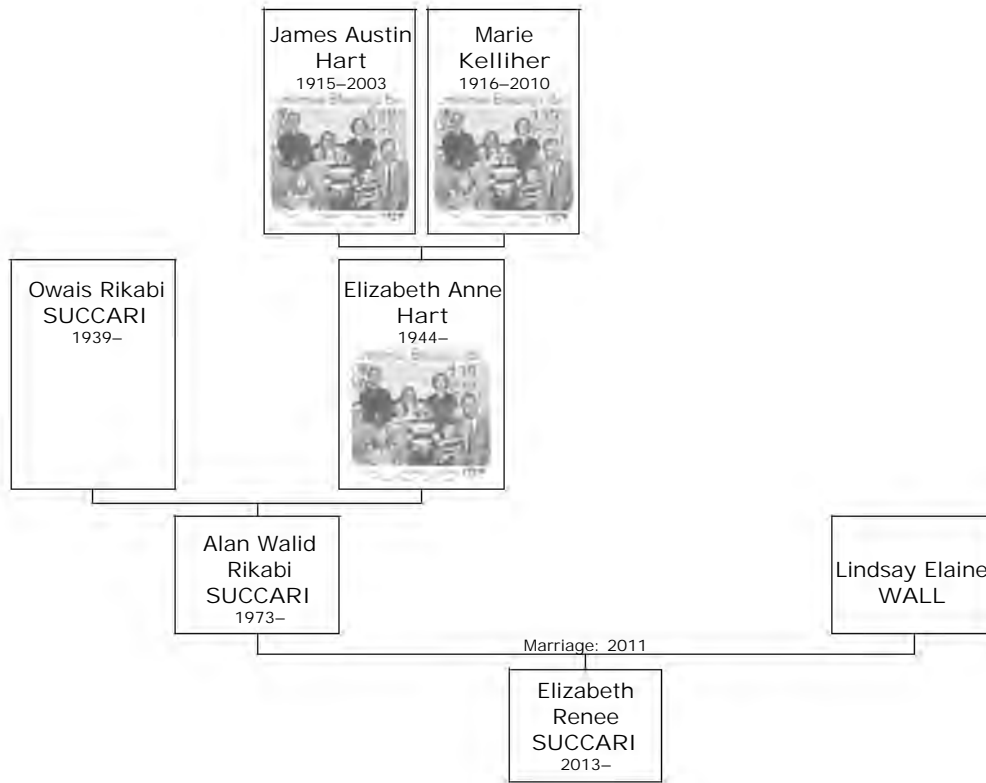 James Austin
Hart
1915–2003
Marie
Kelliher
1916–2010
Owais Rikabi
SUCCARI
1939–
Elizabeth Anne
Hart
1944–
Alan Walid
Rikabi
SUCCARI
1973–
Lindsay Elaine
WALL
Marriage: 2011
Elizabeth
Renee
SUCCARI
2013–